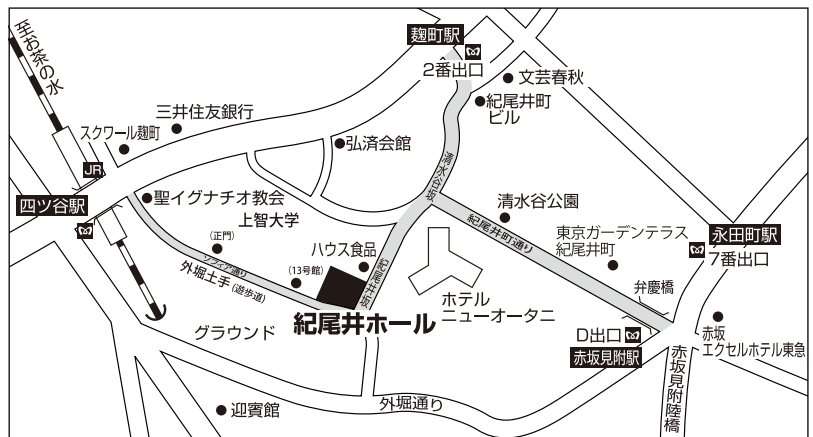 至お茶の水
麹町駅
2番出口
文芸春秋
紀尾井町
ビル
三井住友銀行
スクワール麹町
弘済会館
JR
四ツ谷駅
聖イグナチオ教会
上智大学
(正門)
ソフィア通り
外堀土手(遊歩道)
(13号館)
ハウス食品
紀尾井坂
清水谷坂
清水谷公園
紀尾井町通り
東京ガーデンテラス
紀尾井町
永田町駅
7番出口
弁慶橋
ホテル
ニューオータニ
紀尾井ホール
グラウンド
D出口
赤坂見附駅
赤坂
エクセルホテル東急
赤坂見附陸橋
外堀通り
迎賓館